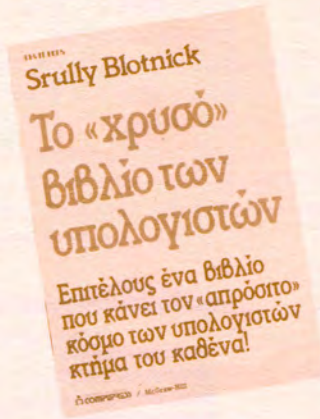 Srully Blotnick
Το «χρυσό»
βιβλίο των
υπολογιστών
Επιτέλους ένα βιβλίο
που κάνει τον «απρόσιτο»
κόσμο των υπολογιστών
κτήμα του καθένα!